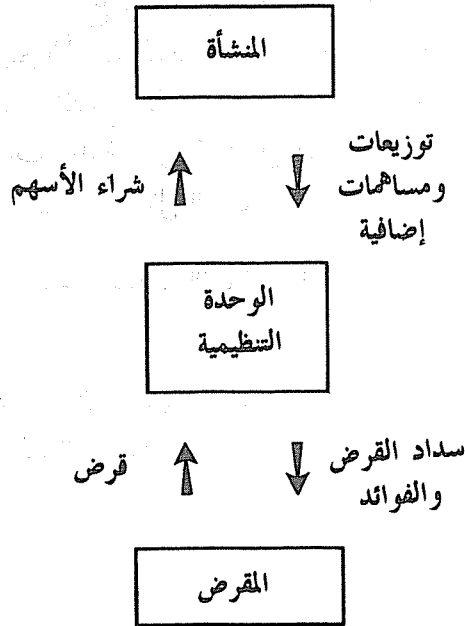 المنشأة
توزيعات
ومساهمات
إضافية
شراء الأسهم
الوحدة
التنظيمية
سداد القرض
والفوائد
قرض
المقرض